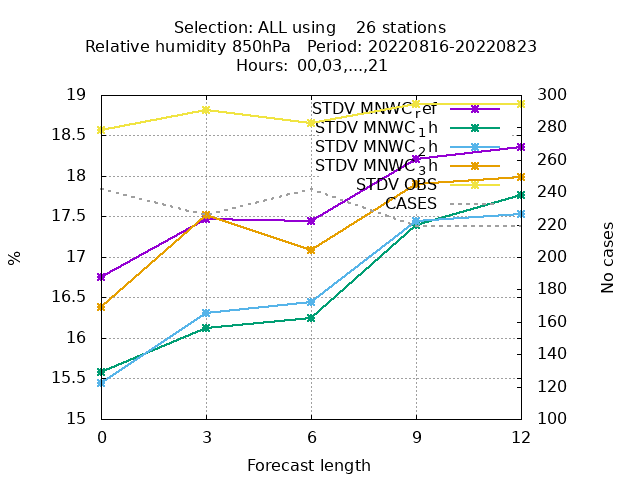 Selection: ALL using    26 stations
Relative humidity 850hPa   Period: 20220816-20220823
Hours: 00,03,...,21
STDV MNWC_ref
STDV MNWC_1h
STDV MNWC_2h
STDV MNWC_3h
STDV OBS
CASES
19
18.5
18
17.5
17
16.5
16
15.5
15
%
300
280
260
240
220
200
180
160
140
120
100
No cases
0 3 6 9 12
Forecast length